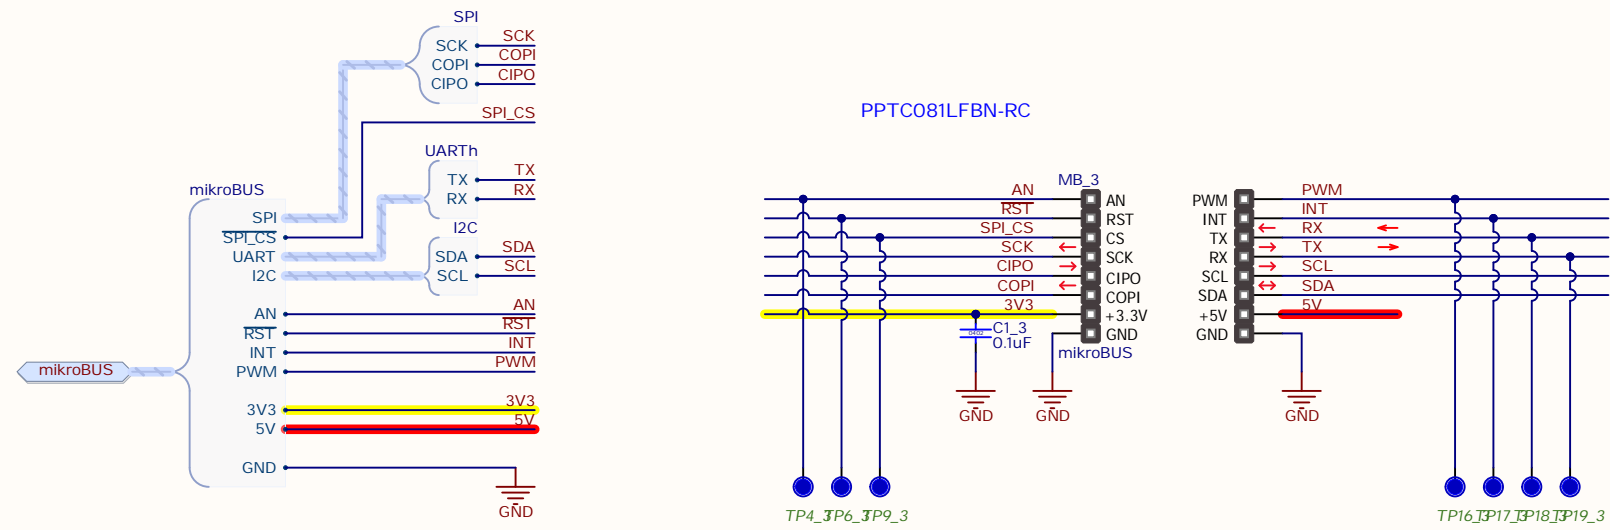 SPI
SCK SCK
COPI COPI
CIPO CIPO
SPI_CS
UARTh
TX TX
RX RX
I2C
SDA SDA
SCL SCL
mikroBUS
SPI
SPI_CS
UART
I2C
AN AN
RST RST
INT INT
PWM PWM
3V3 3V3
5V 5V
GND
GND
mikroBUS
PPTC081LFBN-RC
MB_3
AN AN
RST RST
SPI_CS CS
SCK SCK
CIPO CIPO
COPI COPI
3V3 +3.3V
GND
C1_3
0402
0.1uF
mikroBUS
GND
GND
PWM PWM
INT INT
TX RX
RX TX
SCL SCL
SDA SDA
+5V 5V
GND
GND
TP4_3 TP6_3 TP9_3
TP16_3 TP17_3 TP18_3 TP19_3